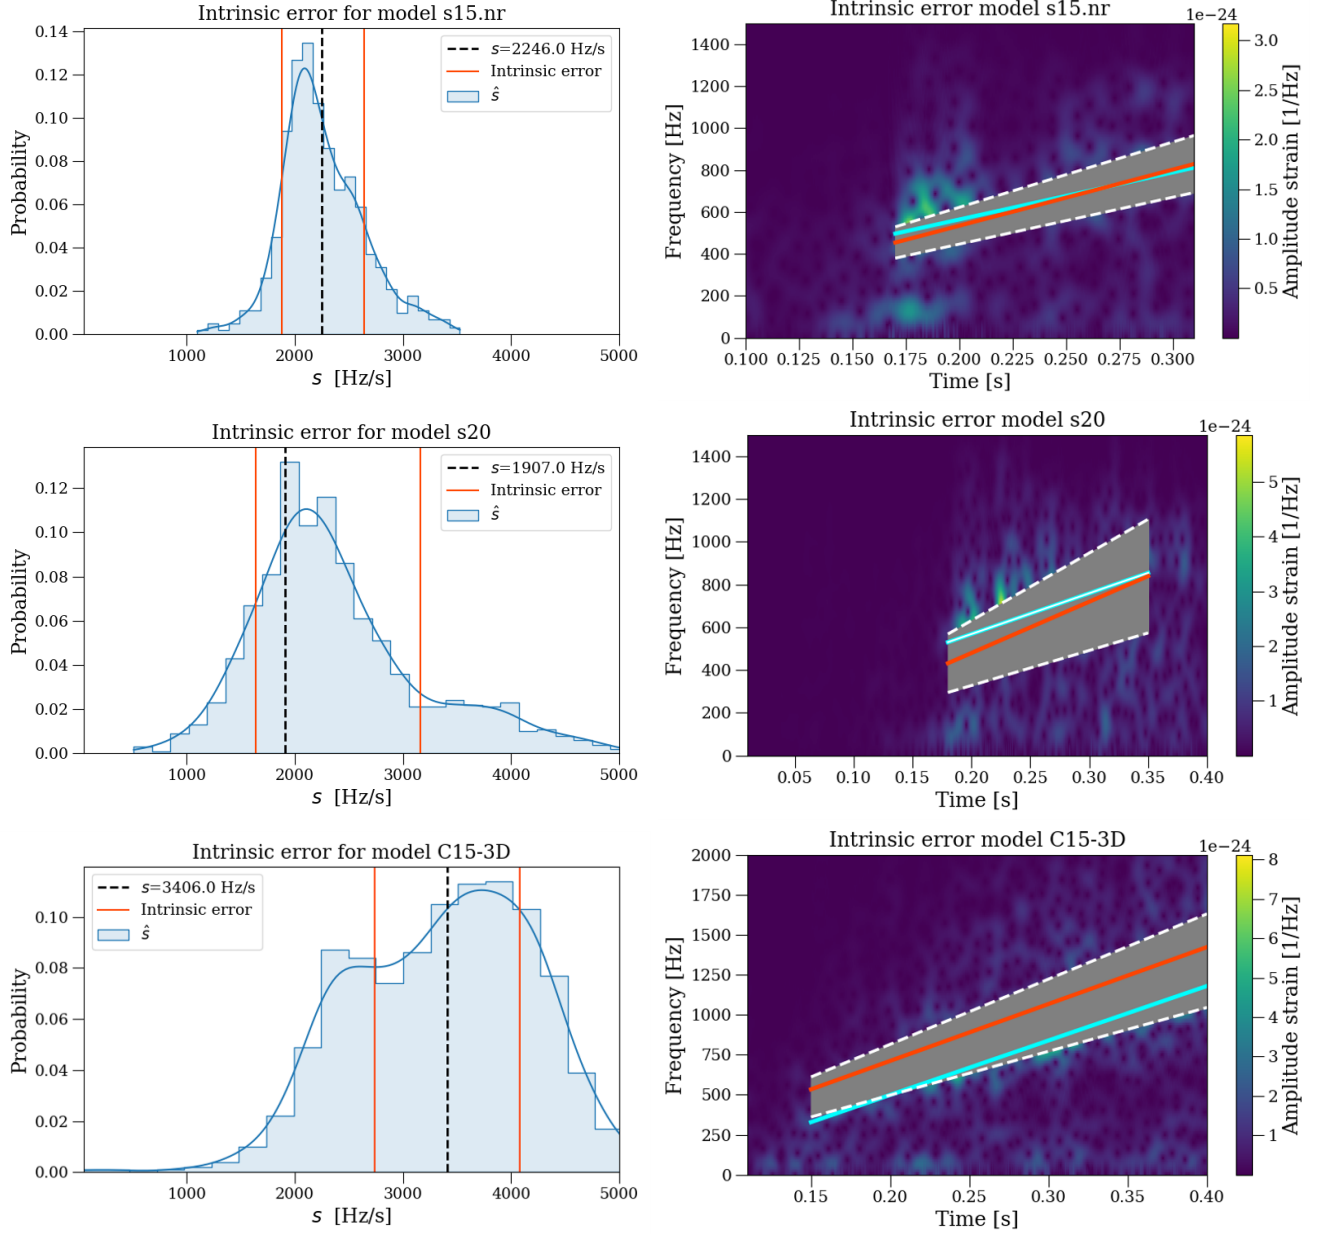 Intrinsic error for model s15.nr
0.14
0.12
0.10
0.08
0.06
0.04
0.02
0.00
Probability
s=2246.0 Hz/s
Intrinsic error
ŝ
1000 2000 3000 4000 5000
s [Hz/s]
Intrinsic error model s15.nr
1e−24
1400
1200
1000
800
600
400
200
0
Frequency [Hz]
0.100 0.125 0.150 0.175 0.200 0.225 0.250 0.275 0.300
Time [s]
3.0
2.5
2.0
1.5
1.0
0.5
Amplitude strain [1/Hz]
Intrinsic error for model s20
0.12
0.10
0.08
0.06
0.04
0.02
0.00
Probability
s=1907.0 Hz/s
Intrinsic error
ŝ
1000 2000 3000 4000 5000
s [Hz/s]
Intrinsic error model s20
1e−24
1400
1200
1000
800
600
400
200
0
Frequency [Hz]
0.05 0.10 0.15 0.20 0.25 0.30 0.35 0.40
Time [s]
5
4
3
2
1
Amplitude strain [1/Hz]
Intrinsic error for model C15-3D
0.10
0.08
0.06
0.04
0.02
0.00
Probability
s=3406.0 Hz/s
Intrinsic error
ŝ
1000 2000 3000 4000 5000
s [Hz/s]
Intrinsic error model C15-3D
1e−24
2000
1750
1500
1250
1000
750
500
250
0
Frequency [Hz]
0.15 0.20 0.25 0.30 0.35 0.40
Time [s]
8
7
6
5
4
3
2
1
Amplitude strain [1/Hz]